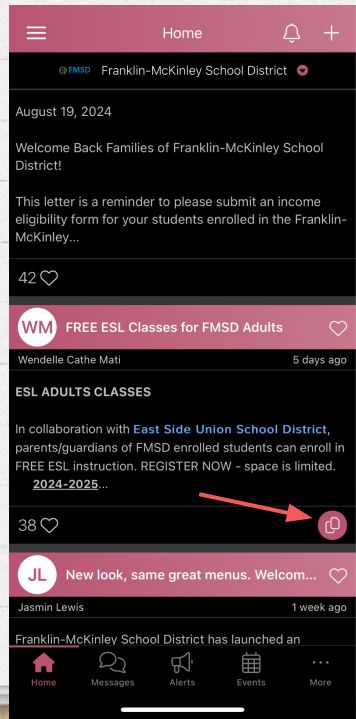 Home
FMSD Franklin-McKinley School District
August 19, 2024
Welcome Back Families of Franklin-McKinley School
District!
This letter is a reminder to please submit an income
eligibility form for your students enrolled in the Franklin-
McKinley...
42
WM FREE ESL Classes for FMSD Adults
Wendelle Cathe Mati 5 days ago
ESL ADULTS CLASSES
In collaboration with East Side Union School District,
parents/guardians of FMSD enrolled students can enroll in
FREE ESL instruction. REGISTER NOW - space is limited.
2024-2025...
38
JL New look, same great menus. Welcom...
Jasmin Lewis 1 week ago
Franklin-McKinley School District has launched an
Home Messages Alerts Events More